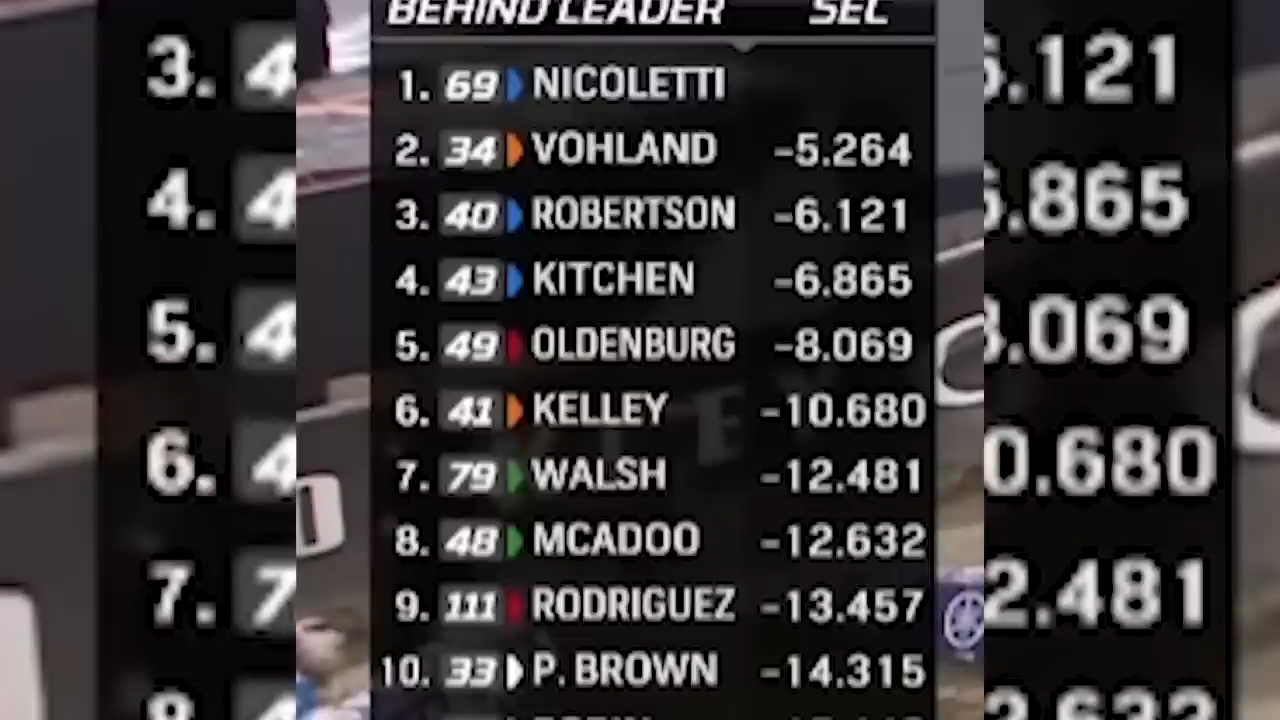 BEHIND LEADER SEC
1. 69 NICOLETTI
2. 34 VOHLAND -5.264
3. 40 ROBERTSON -6.121
4. 43 KITCHEN -6.865
5. 49 OLDENBURG -8.069
6. 41 KELLEY -10.680
7. 79 WALSH -12.481
8. 48 MCADOO -12.632
9. 111 RODRIGUEZ -13.457
10. 33 P. BROWN -14.315